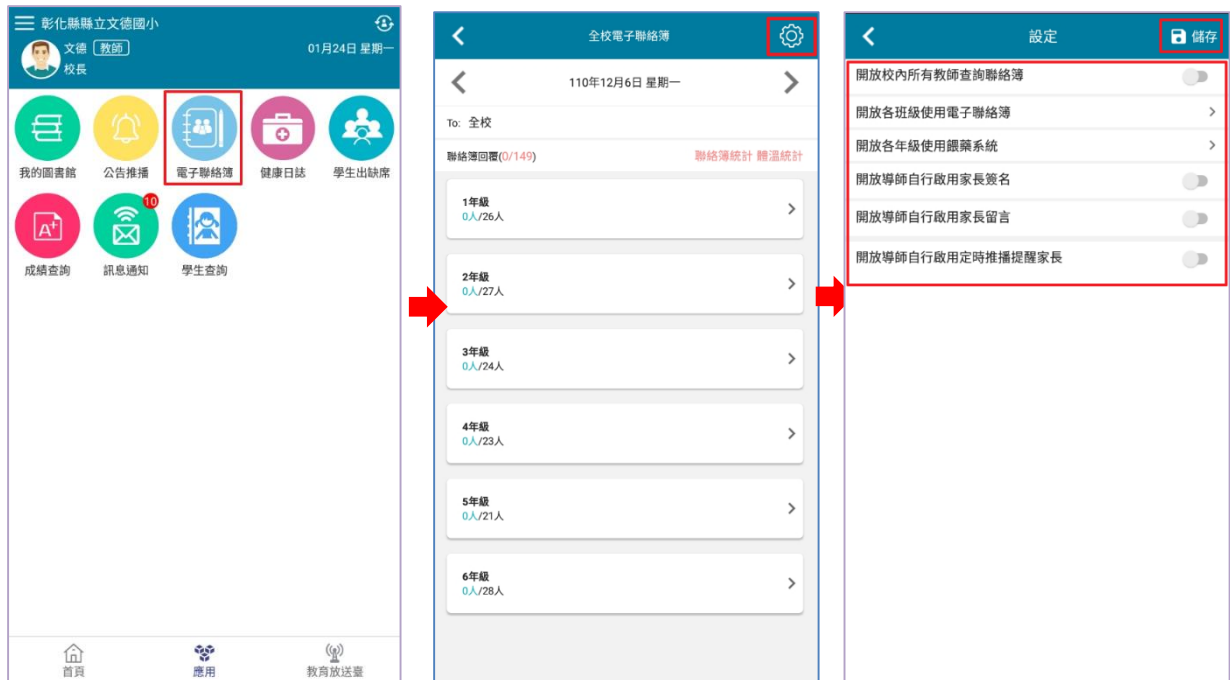 彰化縣縣立文德國小
文德 教師
01月24日 星期一
校長
我的圖書館 公告推播 電子聯絡簿 健康日誌 學生出缺席
10
A+
成績查詢 訊息通知 學生查詢
首頁 應用 教育放送臺
全校電子聯絡簿
110年12月6日 星期一
To: 全校
聯絡簿回覆(0/149) 聯絡簿統計 體溫統計
1年級
0人/26人
2年級
0人/27人
3年級
0人/24人
4年級
0人/23人
5年級
0人/21人
6年級
0人/28人
設定 儲存
開放校內所有教師查詢聯絡簿
開放各班級使用電子聯絡簿
開放各年級使用餵藥系統
開放導師自行啟用家長簽名
開放導師自行啟用家長留言
開放導師自行啟用定時推播提醒家長